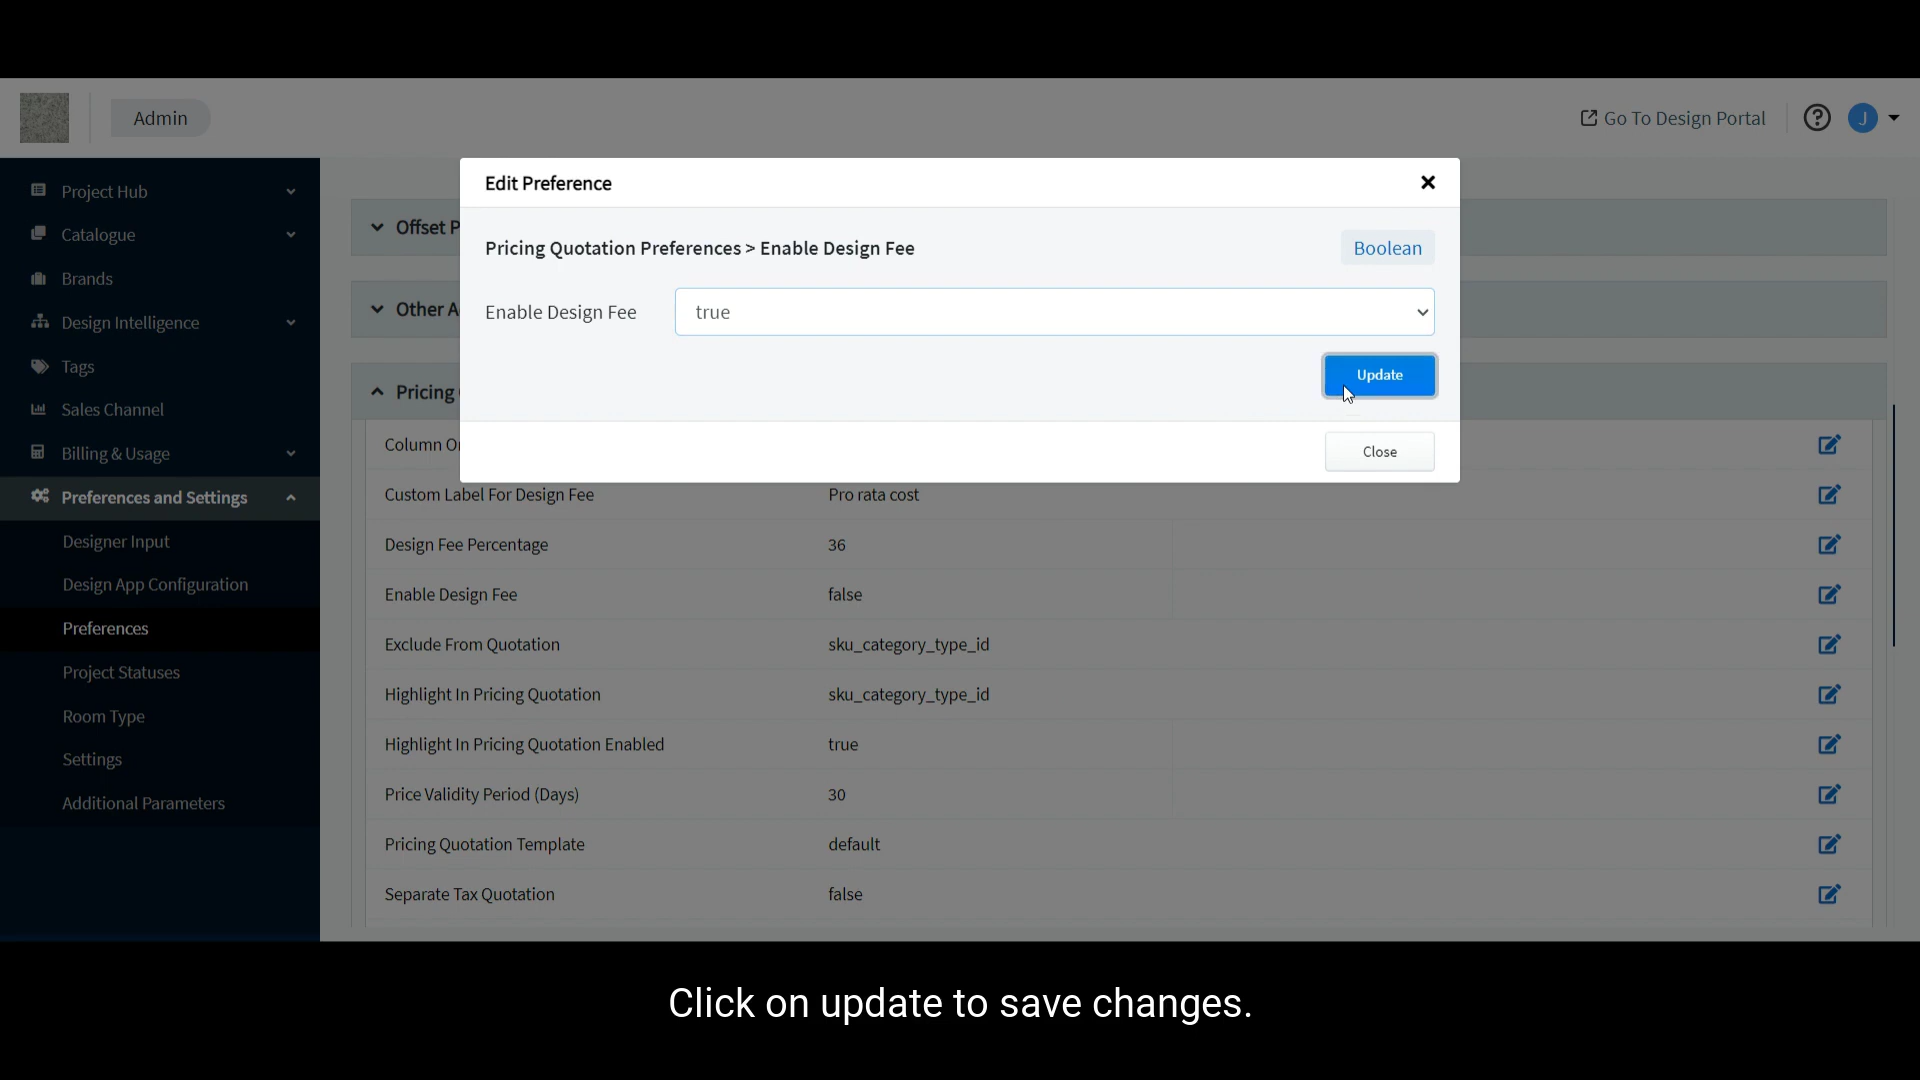 Admin
Go To Design Portal
J
Project Hub
Catalogue
Brands
Design Intelligence
Tags
Sales Channel
Billing & Usage
Preferences and Settings
Designer Input
Design App Configuration
Preferences
Project Statuses
Room Type
Settings
Additional Parameters
Edit Preference
Pricing Quotation Preferences > Enable Design Fee
Boolean
Enable Design Fee
true
Update
Close
Offset P
Other A
Pricing
Column Or
Custom Label For Design Fee Pro rata cost
Design Fee Percentage 36
Enable Design Fee false
Exclude From Quotation sku_category_type_id
Highlight In Pricing Quotation sku_category_type_id
Highlight In Pricing Quotation Enabled true
Price Validity Period (Days) 30
Pricing Quotation Template default
Separate Tax Quotation false
Click on update to save changes.